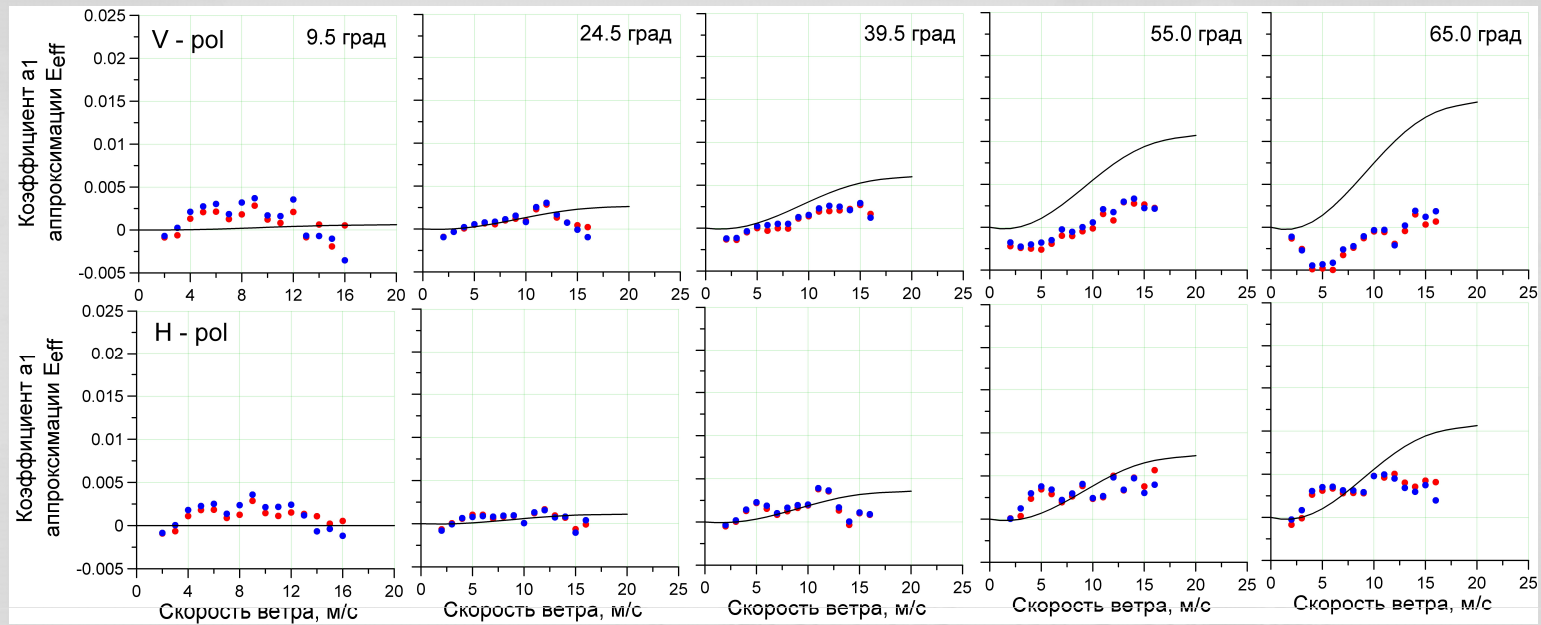 V - pol 9.5 град 24.5 град 39.5 град 55.0 град 65.0 град
Коэффициент a1
аппроксимации Eeff
0.025
0.02
0.015
0.01
0.005
0
-0.005
0 4 8 12 16 20 0 5 10 15 20 25 0 5 10 15 20 25 0 5 10 15 20 25 0 5 10 15 20 25
H - pol
Коэффициент a1
аппроксимации Eeff
0.025
0.02
0.015
0.01
0.005
0
-0.005
0 4 8 12 16 20 0 5 10 15 20 25 0 5 10 15 20 25 0 5 10 15 20 25 0 5 10 15 20 25
Скорость ветра, м/с Скорость ветра, м/с Скорость ветра, м/с Скорость ветра, м/с Скорость ветра, м/с